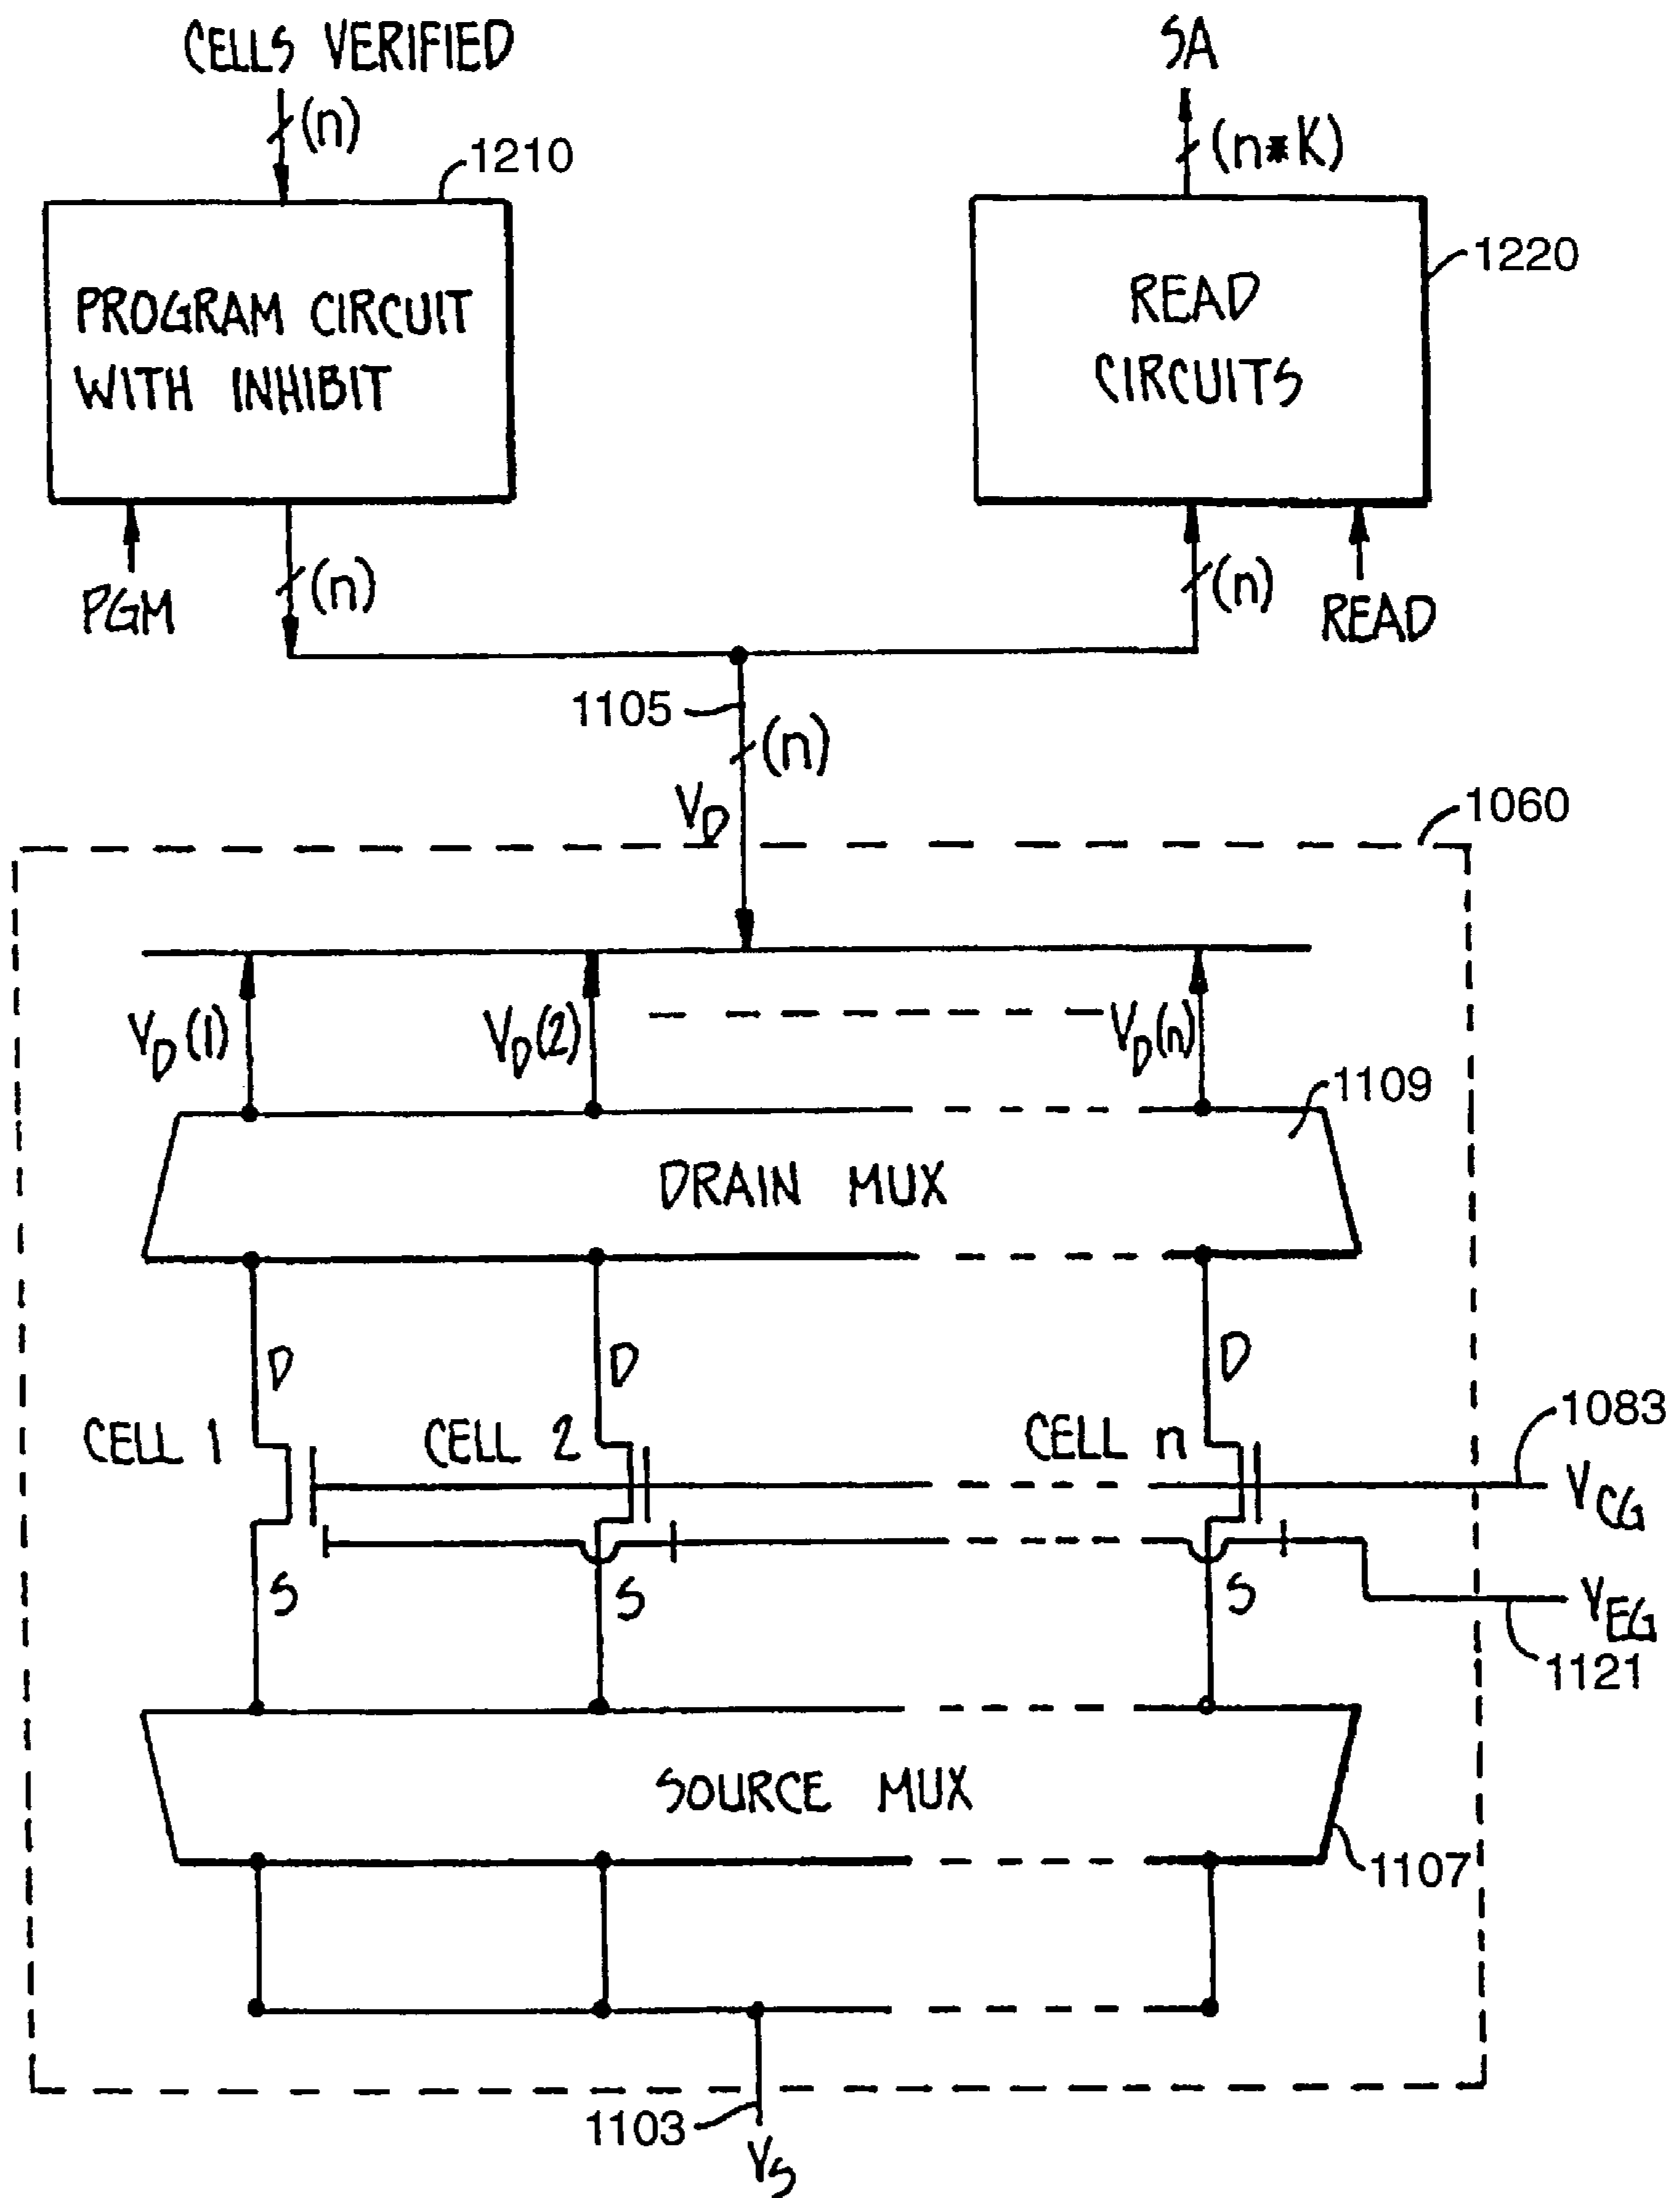 CELLS VERIFIED
SA
(n)
(n*K)
1210
1220
PROGRAM CIRCUIT
WITH INHIBIT
READ
CIRCUITS
PGM
(n)
(n)
READ
1105
(n)
VD
1060
VD(1)
VD(2)
VD(n)
1109
DRAIN MUX
D
D
D
CELL 1
CELL 2
CELL n
1083
VCG
S
S
S
VEG
1121
SOURCE MUX
1107
1103
VS